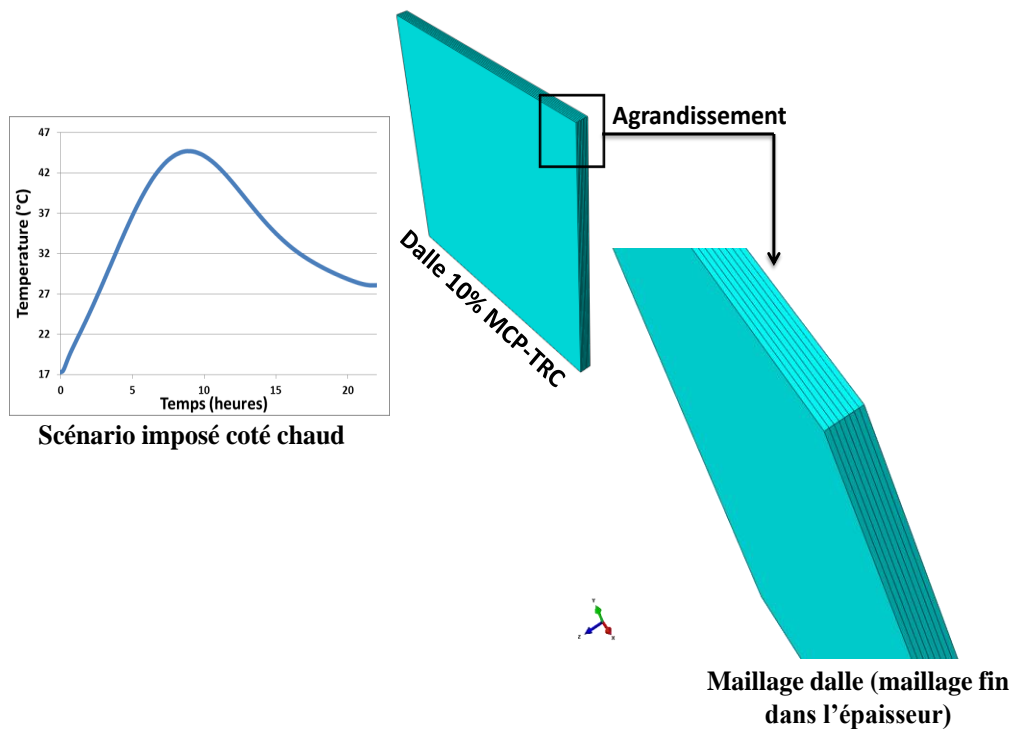 Agrandissement
47
42
37
32
27
22
17
Temperature (°C)
0
5
10
15
20
Temps (heures)
Scénario imposé coté chaud
Dalle 10% MCP-TRC
Y
Z
X
Maillage dalle (maillage fin
dans l'épaisseur)